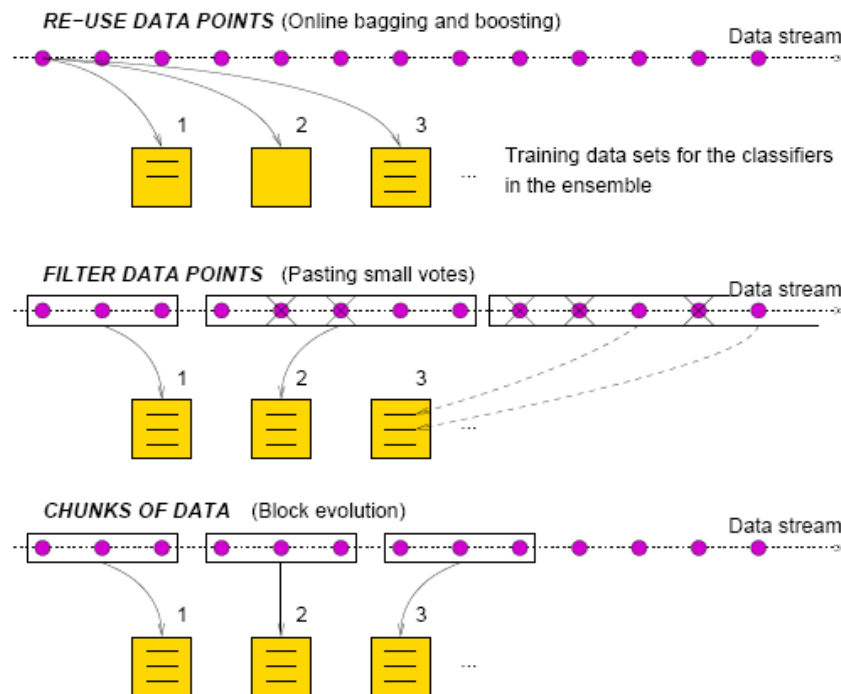 RE-USE DATA POINTS (Online bagging and boosting)
Data stream
1 2 3
Training data sets for the classifiers
... in the ensemble
FILTER DATA POINTS (Pasting small votes)
Data stream
1 2 3
...
CHUNKS OF DATA (Block evolution)
Data stream
1 2 3
...